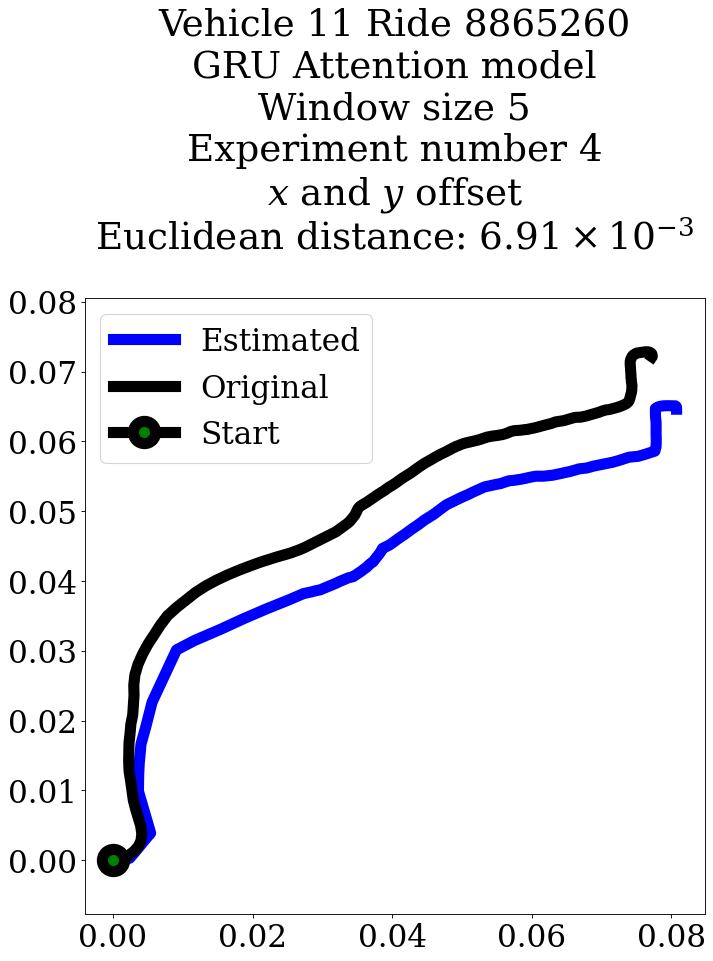 Vehicle 11 Ride 8865260
GRU Attention model
Window size 5
Experiment number 4
x and y offset
Euclidean distance: 6.91 × 10⁻³
0.08
0.07
0.06
0.05
0.04
0.03
0.02
0.01
0.00
Estimated
Original
Start
0.00 0.02 0.04 0.06 0.08